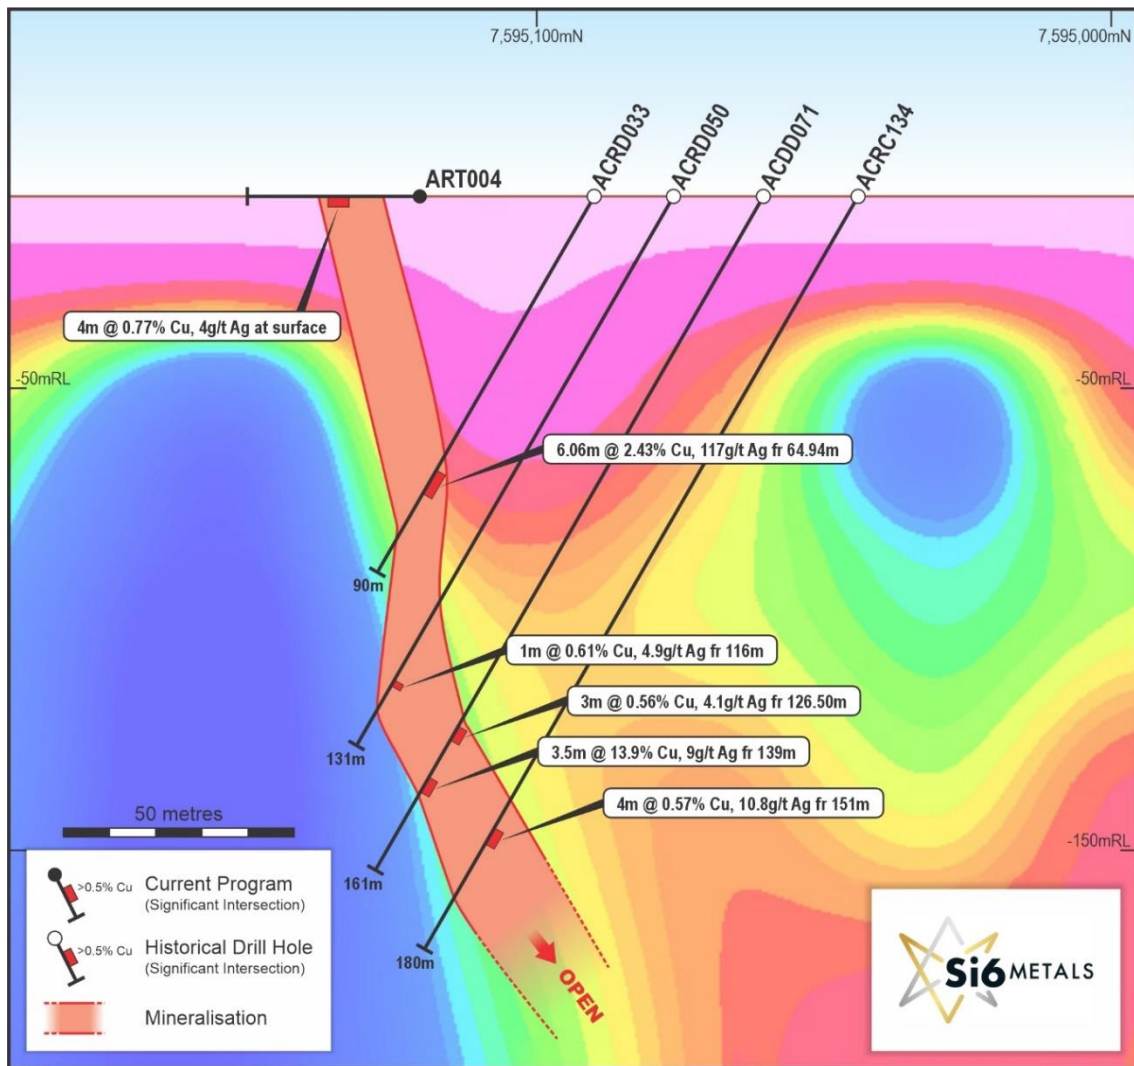 7,595,100mN
7,595,000mN
ACRD033
ACRD050
ACDD071
ACRC134
ART004
4m @ 0.77% Cu, 4g/t Ag at surface
-50mRL
-50mRL
6.06m @ 2.43% Cu, 117g/t Ag fr 64.94m
90m
1m @ 0.61% Cu, 4.9g/t Ag fr 116m
3m @ 0.56% Cu, 4.1g/t Ag fr 126.50m
131m
3.5m @ 13.9% Cu, 9g/t Ag fr 139m
4m @ 0.57% Cu, 10.8g/t Ag fr 151m
50 metres
-150mRL
161m
180m
OPEN
>0.5% Cu
Current Program
(Significant Intersection)
>0.5% Cu
Historical Drill Hole
(Significant Intersection)
Mineralisation
Si6 METALS